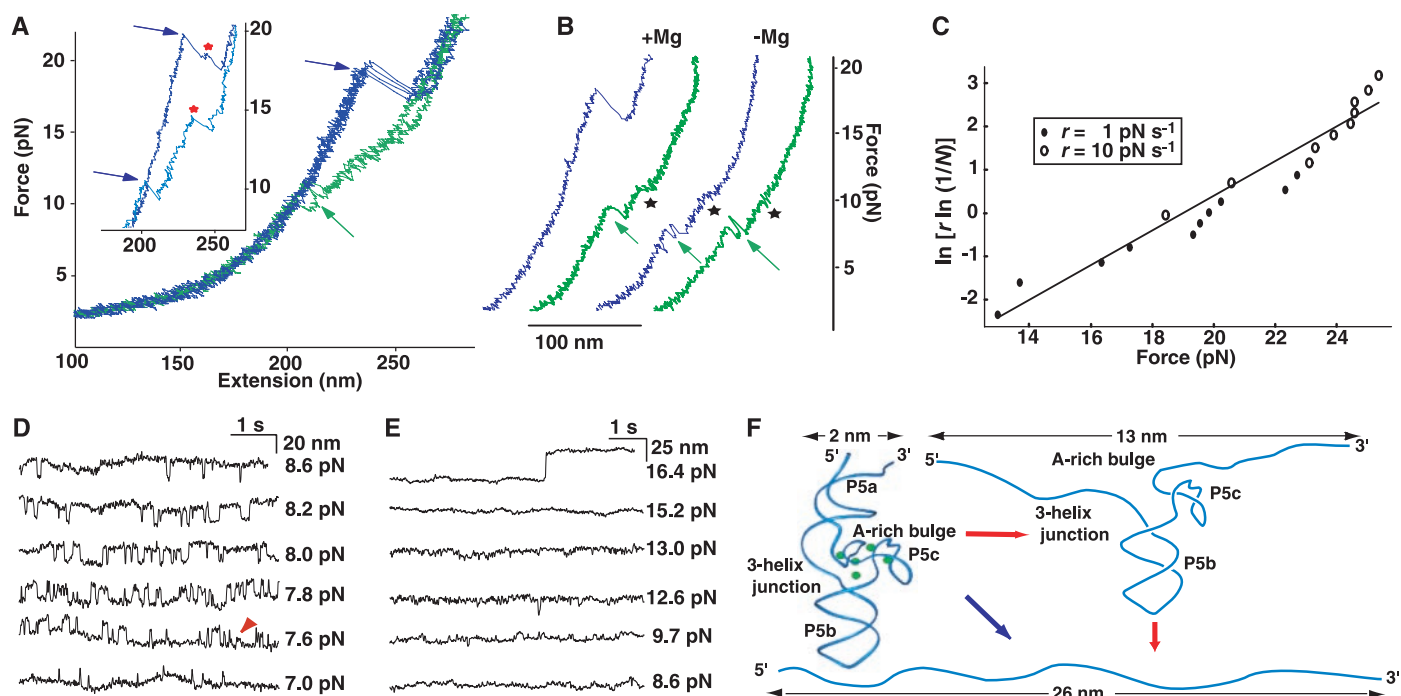 A
Force (pN)
20
15
10
5
100
150
200
250
Extension (nm)
20
15
10
200
250
B
+Mg
-Mg
20
15
10
5
Force (pN)
100 nm
C
ln [r ln (1/N)]
3
2
1
0
-1
-2
r = 1 pN s-1
r = 10 pN s-1
14
16
18
20
22
24
Force (pN)
D
1 s
20 nm
8.6 pN
8.2 pN
8.0 pN
7.8 pN
7.6 pN
7.0 pN
E
1 s
25 nm
16.4 pN
15.2 pN
13.0 pN
12.6 pN
9.7 pN
8.6 pN
F
2 nm
5'
3'
P5a
A-rich bulge
P5c
3-helix
junction
P5b
13 nm
5'
3'
A-rich bulge
P5c
3-helix
junction
P5b
5'
3'
26 nm